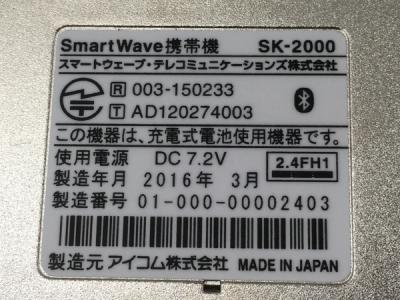 SmartWave携帯機 SK-2000
スマートウェーブ・テレコミュニケーションズ株式会社
R 003-150233
T AD120274003
この機器は、充電式電池使用機器です。
使用電源 DC 7.2V 2.4FH1
製造年月 2016年 3月
製造番号 01-000-00002403
製造元 アイコム株式会社 MADE IN JAPAN